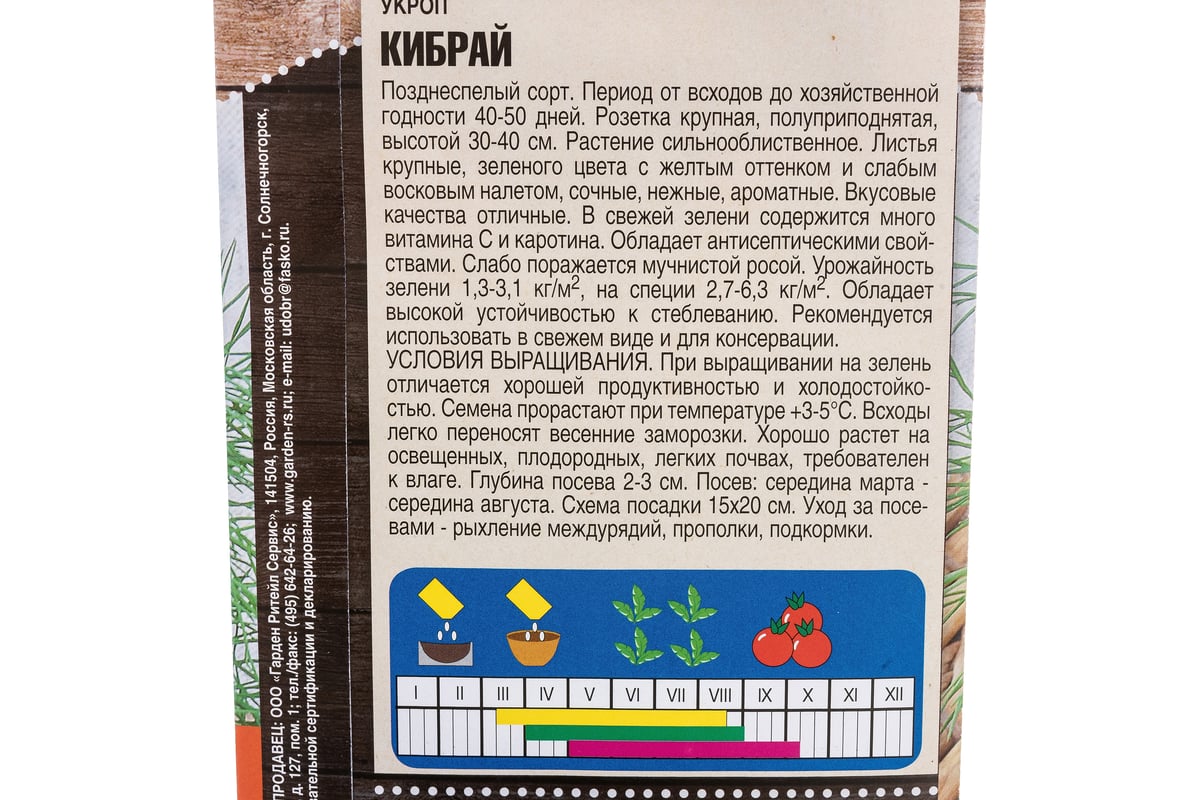 УКРОП
КИБРАЙ
Позднеспелый сорт. Период от всходов до хозяйственной
годности 40-50 дней. Розетка крупная, полуприподнятая,
высотой 30-40 см. Растение сильнооблиственное. Листья
крупные, зеленого цвета с желтым оттенком и слабым
восковым налетом, сочные, нежные, ароматные. Вкусовые
качества отличные. В свежей зелени содержится много
витамина С и каротина. Обладает антисептическими свой-
ствами. Слабо поражается мучнистой росой. Урожайность
зелени 1,3-3,1 кг/м², на специи 2,7-6,3 кг/м². Обладает
высокой устойчивостью к стеблеванию. Рекомендуется
использовать в свежем виде и для консервации.
УСЛОВИЯ ВЫРАЩИВАНИЯ. При выращивании на зелень
отличается хорошей продуктивностью и холодостойко-
стью. Семена прорастают при температуре +3-5°С. Всходы
легко переносят весенние заморозки. Хорошо растет на
освещенных, плодородных, легких почвах, требователен
к влаге. Глубина посева 2-3 см. Посев: середина марта -
середина августа. Схема посадки 15х20 см. Уход за посе-
вами - рыхление междурядий, прополки, подкормки.
I II III IV V VI VII VIII IX X XI XII
ПРОДАВЕЦ: ООО «Гарден Ритейл Сервис», 141504, Россия, Московская область, г. Солнечногорск,
д. 127, пом. 1; тел./факс: (495) 642-64-26; www.garden-rs.ru; e-mail: udobr@fasko.ru.
вательной сертификации и декларированию.